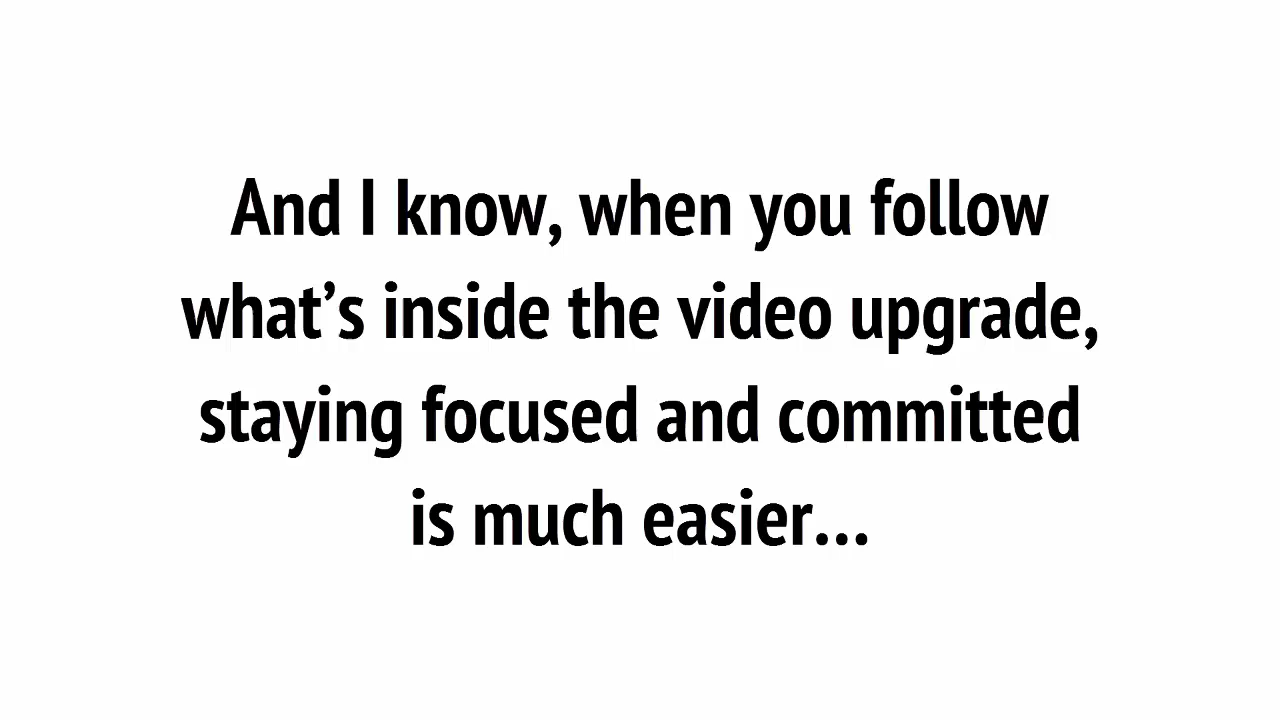 And I know, when you follow
what’s inside the video upgrade,
staying focused and committed
is much easier...